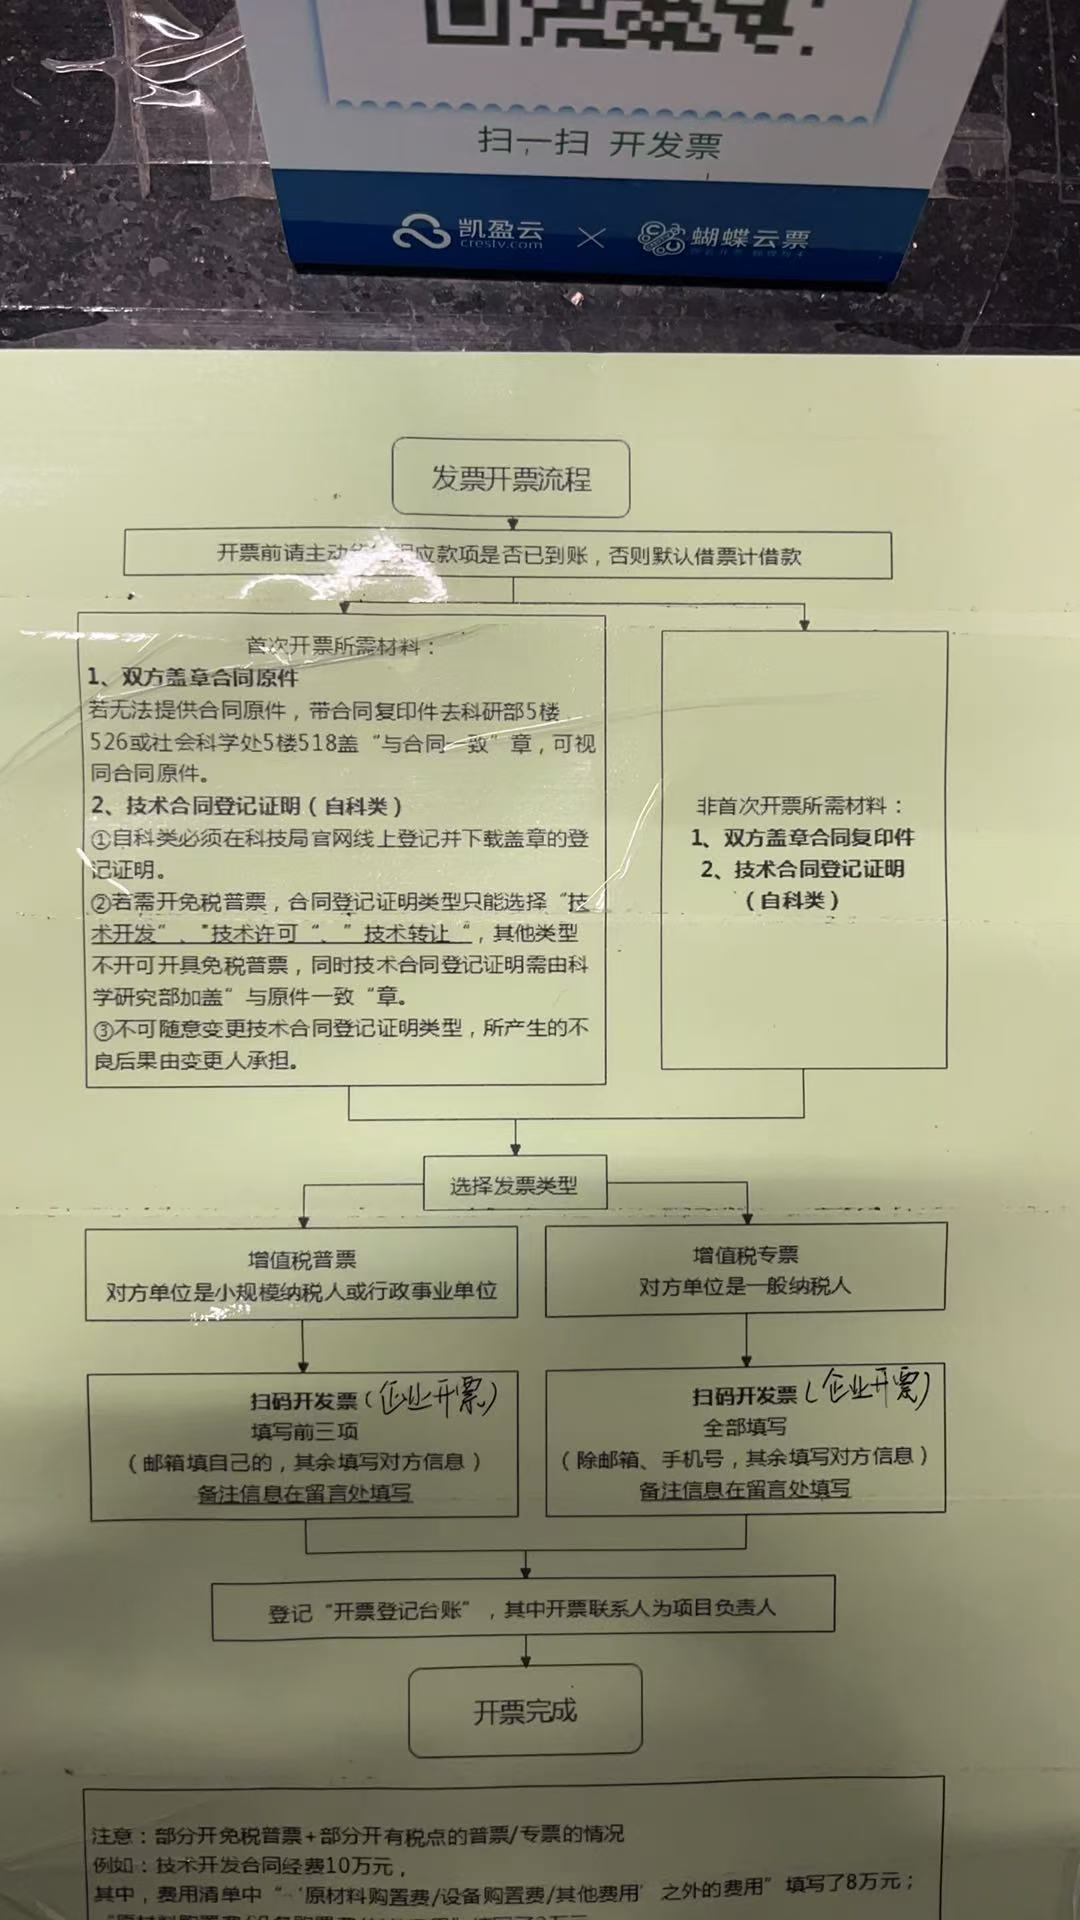 扫一扫 开发票
凯盈云
creslv.com
蝴蝶云票
发票开票流程
开票前请主动 应款项是否已到账，否则默认借票计借款
首次开票所需材料：
1、双方盖章合同原件
若无法提供合同原件，带合同复印件去科研部5楼
526或社会科学处5楼518盖“与合同一致”章，可视
同合同原件。
2、技术合同登记证明（自科类）
①自科类必须在科技局官网线上登记并下载盖章的登
记证明。
②若需开免税普票，合同登记证明类型只能选择“技
术开发”、"技术许可“、”技术转让“，其他类型
不开可开具免税普票，同时技术合同登记证明需由科
学研究部加盖”与原件一致“章。
③不可随意变更技术合同登记证明类型，所产生的不
良后果由变更人承担。
非首次开票所需材料：
1、双方盖章合同复印件
2、技术合同登记证明
（自科类）
选择发票类型
增值税普票
对方单位是小规模纳税人或行政事业单位
增值税专票
对方单位是一般纳税人
扫码开发票（企业开票）
填写前三项
（邮箱填自己的，其余填写对方信息）
备注信息在留言处填写
扫码开发票（企业开票）
全部填写
（除邮箱、手机号，其余填写对方信息）
备注信息在留言处填写
登记“开票登记台账”，其中开票联系人为项目负责人
开票完成
注意：部分开免税普票+部分开有税点的普票/专票的情况
例如：技术开发合同经费10万元，
其中，费用清单中“‘原材料购置费/设备购置费/其他费用’之外的费用”填写了8万元；